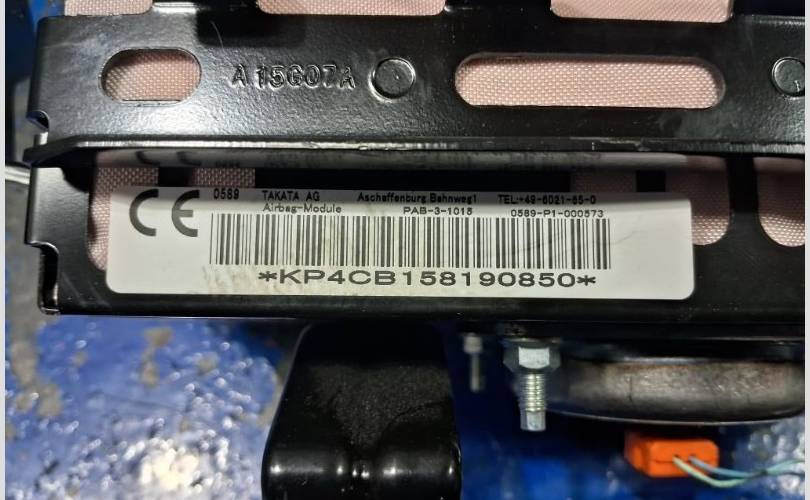 A15G07A
CE 0589 TAKATA AG Aschaffenburg Bahnweg1 TEL:+49-6021-65-0
Airbag-Module PAB-3-1015 0589-P1-000573
*KP4CB158190850*